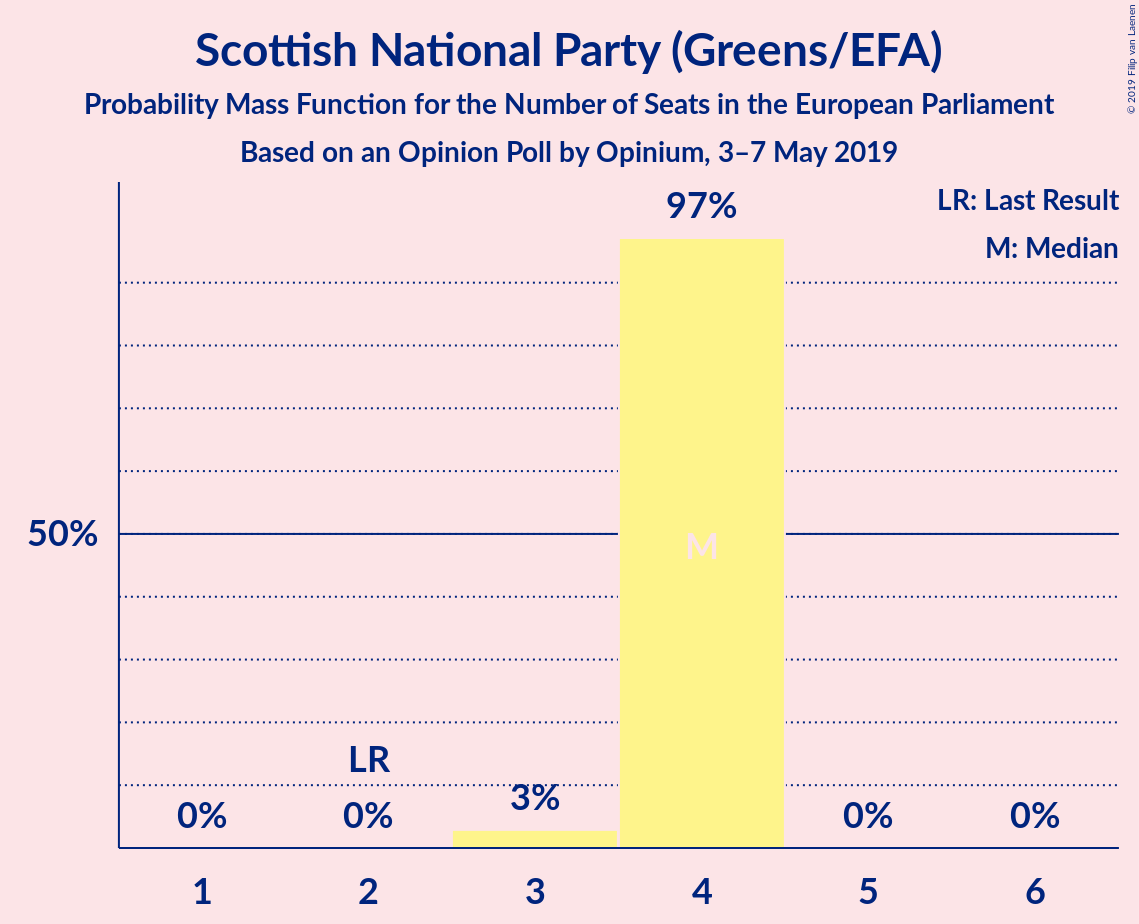 Scottish National Party (Greens/EFA)
Probability Mass Function for the Number of Seats in the European Parliament
Based on an Opinion Poll by Opinium, 3–7 May 2019
© 2019 Filip van Laenen
LR: Last Result
M: Median
97%
50%
M
LR
0%
0%
3%
0%
0%
1
2
3
4
5
6